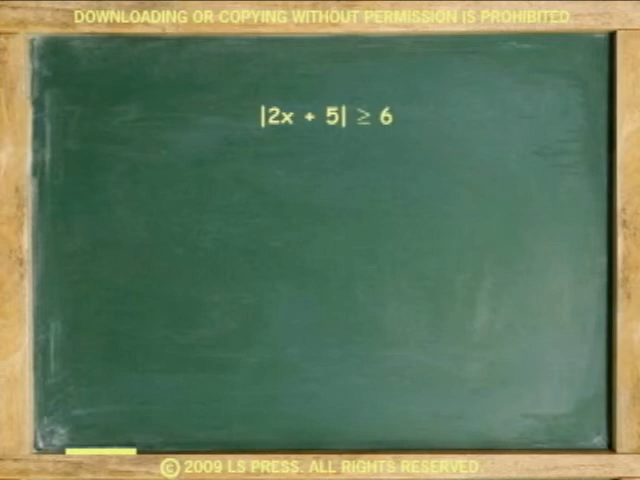 DOWNLOADING OR COPYING WITHOUT PERMISSION IS PROHIBITED
|2x + 5| ≥ 6
© 2009 LS PRESS. ALL RIGHTS RESERVED.